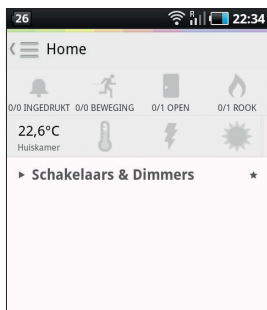 26 R 22:34
Home
0/0 INGEDRUKT 0/0 BEWEGING 0/1 OPEN 0/1 ROOK
22,6°C
Huiskamer
Schakelaars & Dimmers